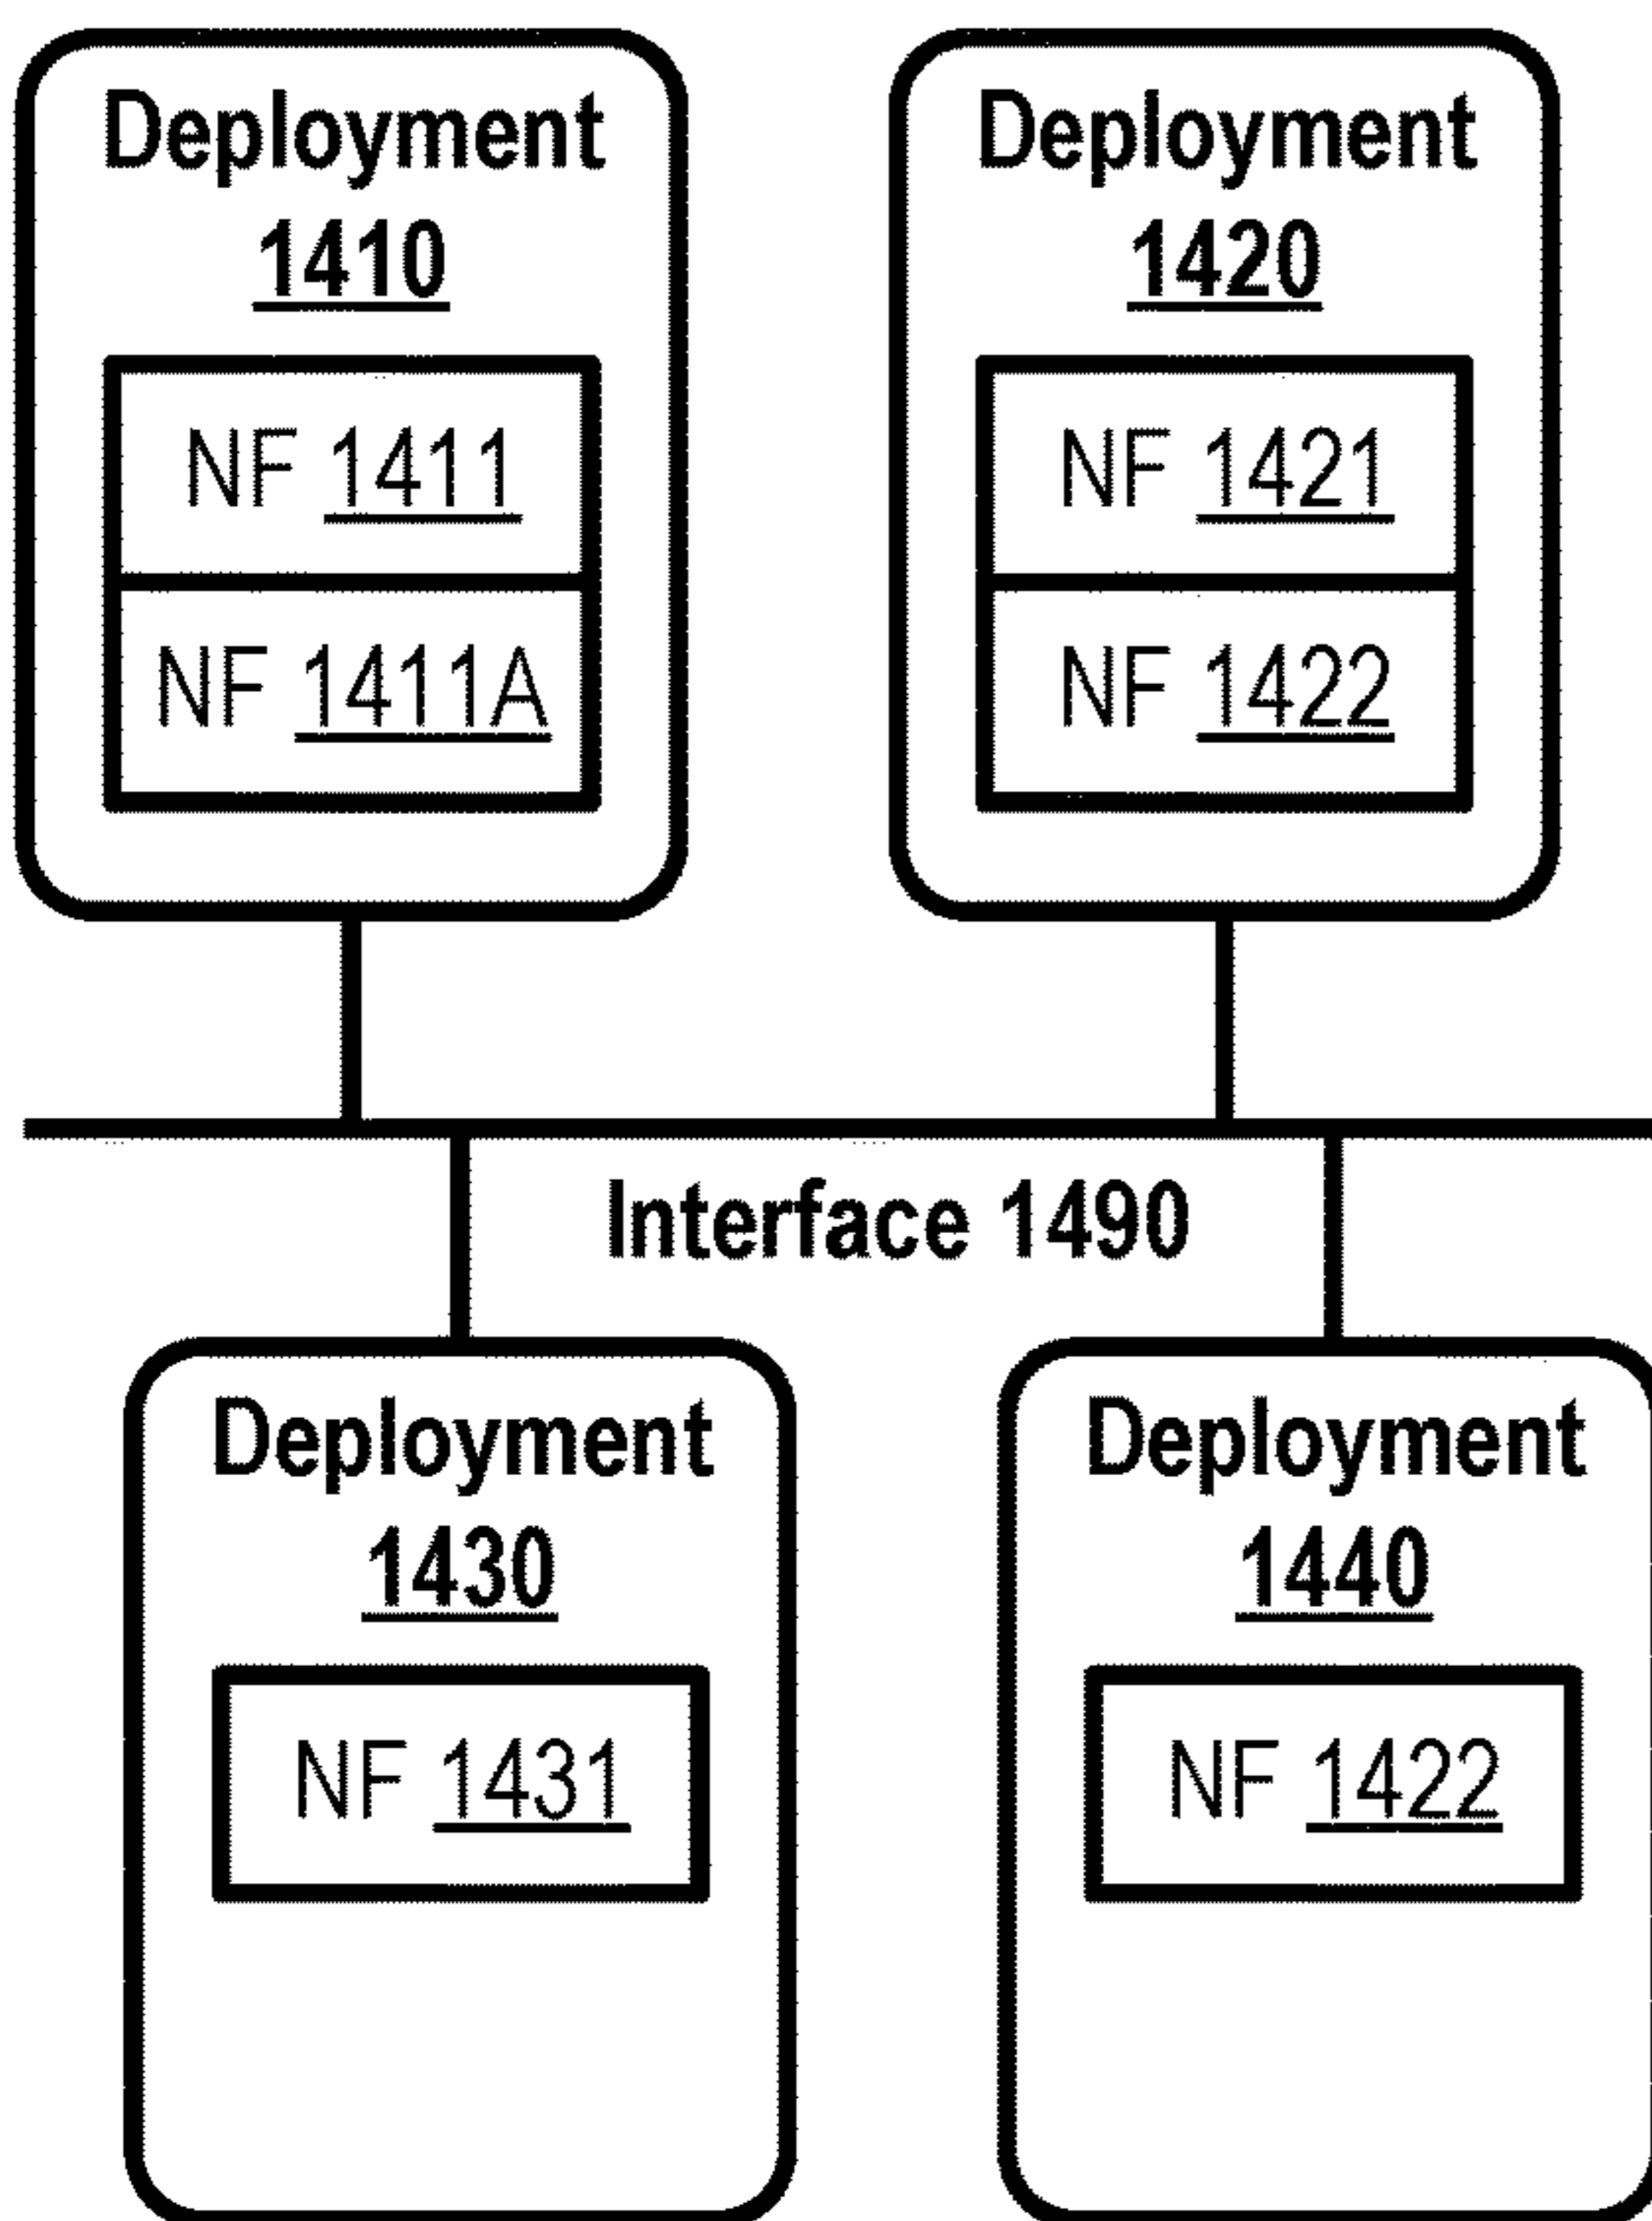 Deployment
1410
NF 1411
NF 1411A
Deployment
1420
NF 1421
NF 1422
Interface 1490
Deployment
1430
NF 1431
Deployment
1440
NF 1422